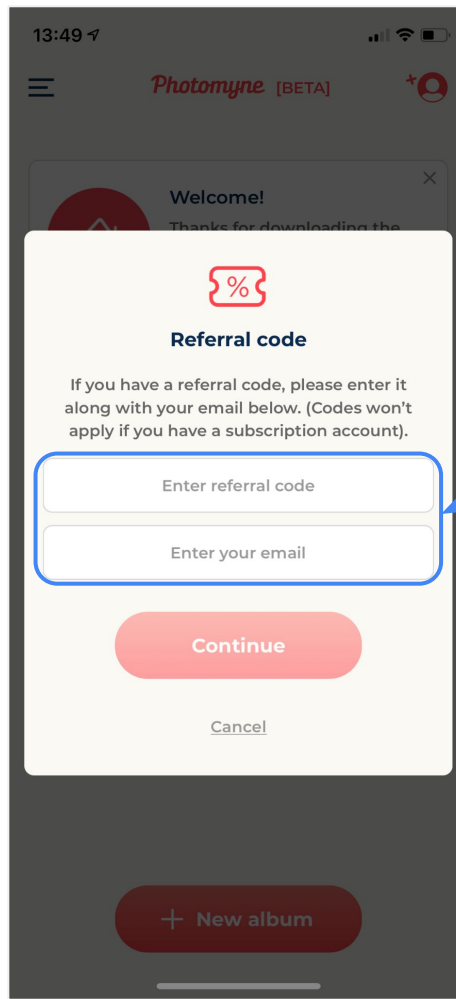 13:49
Photomyne [BETA]
Welcome!
Thanks for downloading the
%
Referral code
If you have a referral code, please enter it
along with your email below. (Codes won’t
apply if you have a subscription account).
Enter referral code
Enter your email
Continue
Cancel
+ New album